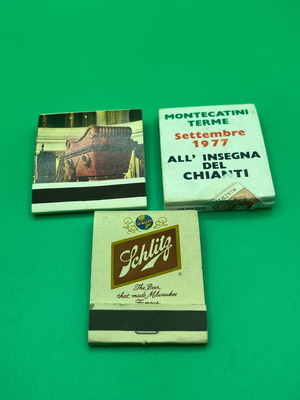 MONTECATINI
TERME
Settembre
1977
ALL' INSEGNA
DEL
CHIANTI
Schlitz
The Beer
that made Milwaukee
Famous